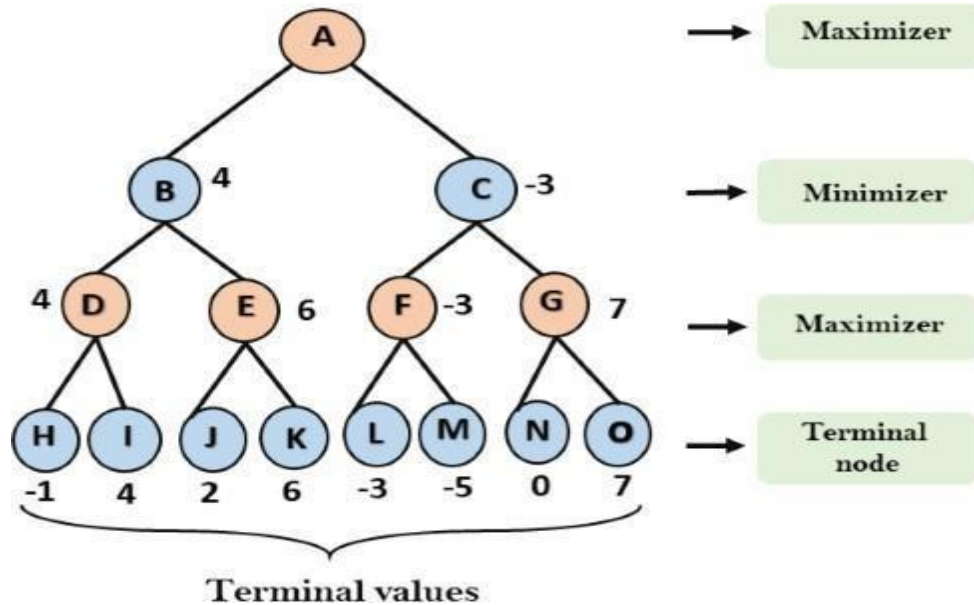 A
Maximizer
B 4
C -3
Minimizer
4 D
E 6
F -3
G 7
Maximizer
H I J K L M N O
Terminal
node
-1 4 2 6 -3 -5 0 7
Terminal values